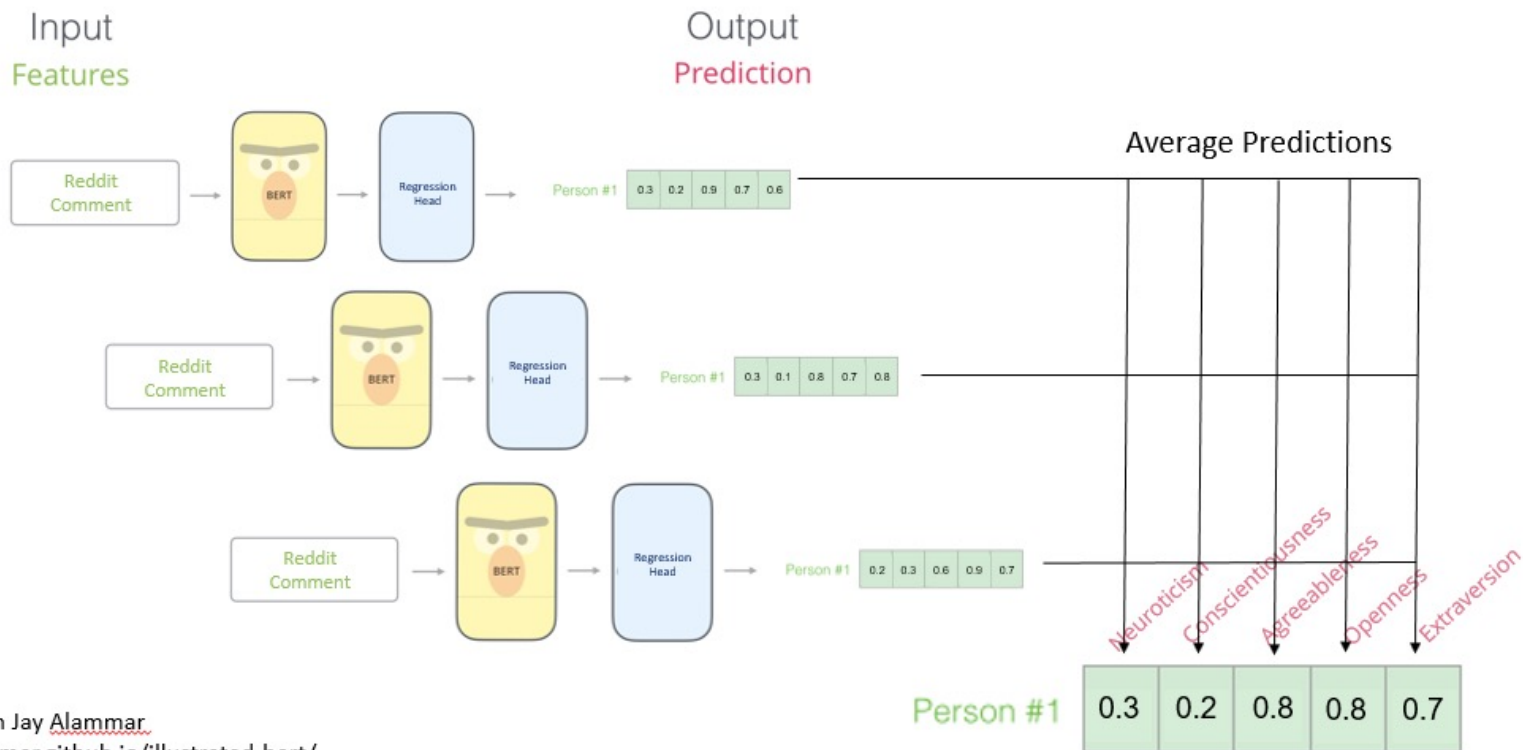 Input
Features
Output
Prediction
Average Predictions
Reddit
Comment
BERT
Regression
Head
Person #1 0.3 0.2 0.9 0.7 0.6
Reddit
Comment
BERT
Regression
Head
Person #1 0.3 0.1 0.8 0.7 0.8
Reddit
Comment
BERT
Regression
Head
Person #1 0.2 0.3 0.6 0.9 0.7
Neuroticism
Conscientiousness
Agreeableness
Openness
Extraversion
Person #1 0.3 0.2 0.8 0.8 0.7
Jay Alammar